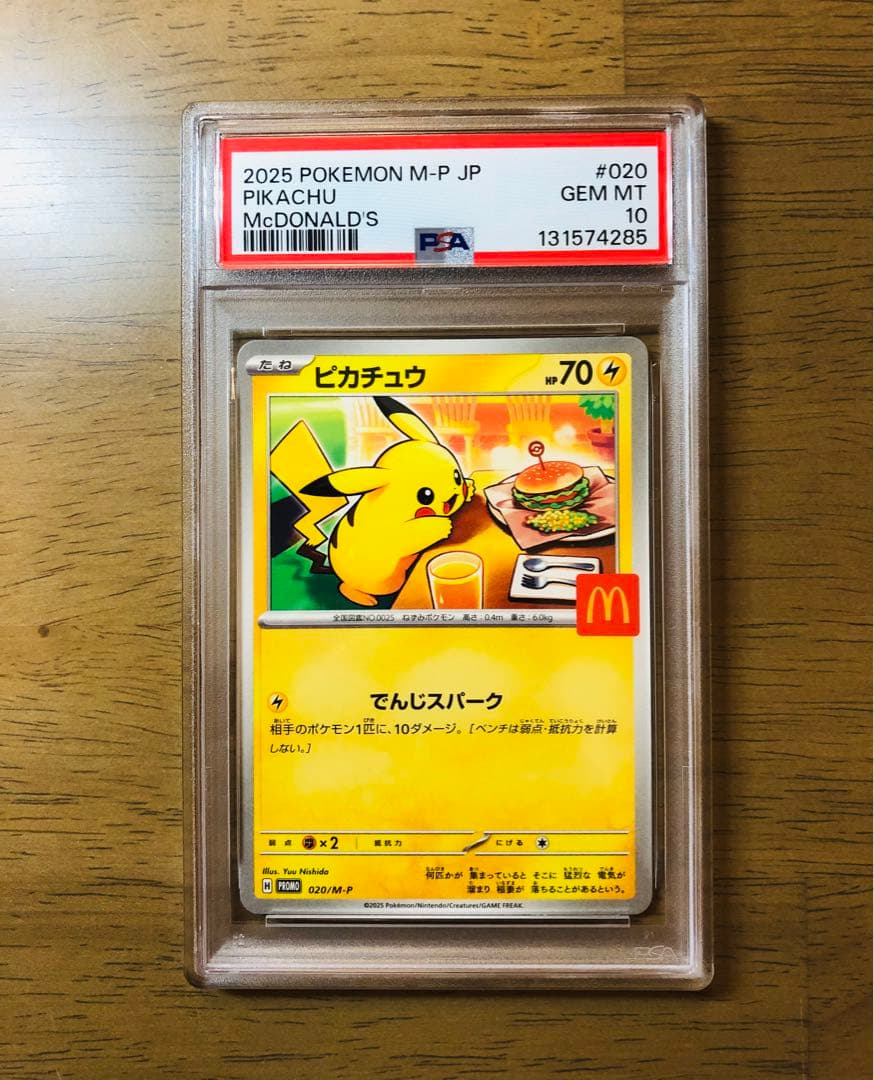 2025 POKEMON M-P JP #020
PIKACHU GEM MT
McDONALD'S 10
PSA 131574285
たね ピカチュウ HP70
M
全国図鑑NO.0025 ねずみポケモン 高さ:0.4m 重さ:6.0kg
でんじスパーク
相手のポケモン1匹に、10ダメージ。[ベンチは弱点・抵抗力を計算
しない。]
弱点 ×2 抵抗力 にげる
Illus. Yuu Nishida
何匹かが 集まっていると そこに 猛烈な 電気が
溜まり 稲妻が 落ちることがあるという。
H PROMO 020/M-P
©2025 Pokémon/Nintendo/Creatures/GAME FREAK.
PSA